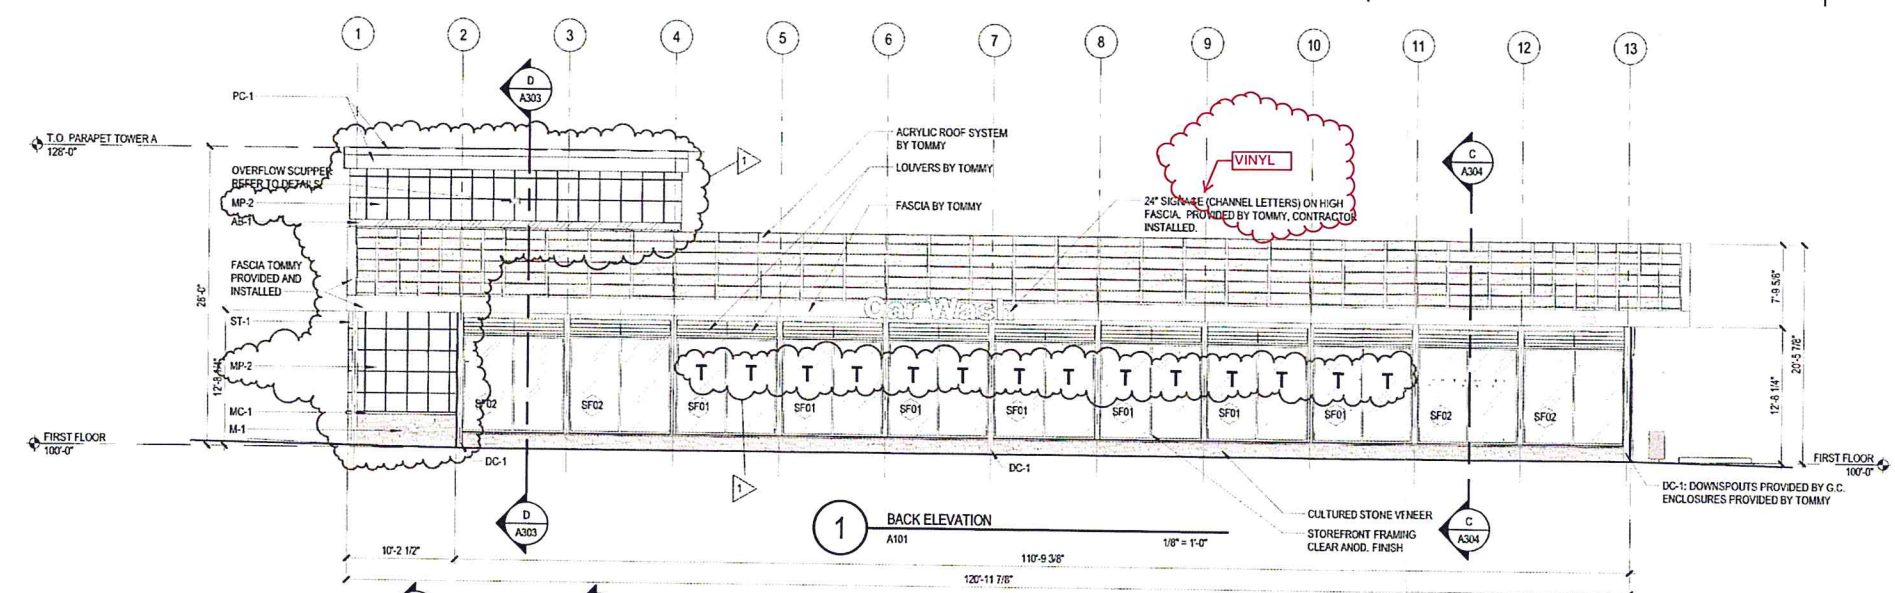 1 2 3 4 5 6 7 8 9 10 11 12 13
D
A303
PC-1
T.O. PARAPET TOWER A
128'-0"
OVERFLOW SCUPPER
REFER TO DETAILS
MP-2
AB-1
FASCIA TOMMY
PROVIDED AND
INSTALLED
ST-1
MP-2
MC-1
M-1
FIRST FLOOR
100'-0"
28'-0"
1
ACRYLIC ROOF SYSTEM
BY TOMMY
LOUVERS BY TOMMY
FASCIA BY TOMMY
VINYL
24" SIGNAGE (CHANNEL LETTERS) ON HIGH
FASCIA. PROVIDED BY TOMMY, CONTRACTOR
INSTALLED.
C
A304
Car Wash
T T T T T T T T T T T T T T
SF02 SF02 SF01 SF01 SF01 SF01 SF01 SF01 SF01 SF02 SF02
7'-9 5/8"
20'-5 7/8"
12'-8 1/4"
12'-8 1/4"
FIRST FLOOR
100'-0"
DC-1
DC-1
1
DC-1: DOWNSPOUTS PROVIDED BY G.C.
ENCLOSURES PROVIDED BY TOMMY
CULTURED STONE VENEER
STOREFRONT FRAMING
CLEAR ANOD. FINISH
D
A303
C
A304
1
BACK ELEVATION
A101
1/8" = 1'-0"
10'-2 1/2"
110'-9 3/8"
120'-11 7/8"